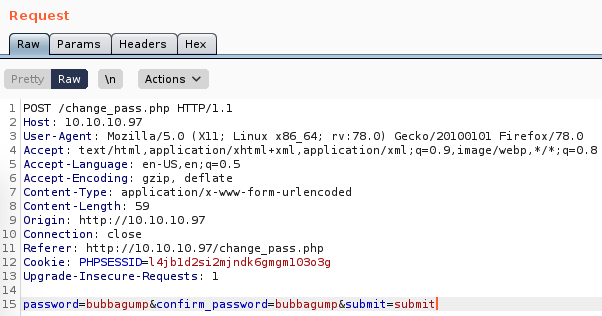 Request
Raw Params Headers Hex
Pretty Raw \n Actions
1 POST /change_pass.php HTTP/1.1
2 Host: 10.10.10.97
3 User-Agent: Mozilla/5.0 (X11; Linux x86_64; rv:78.0) Gecko/20100101 Firefox/78.0
4 Accept: text/html,application/xhtml+xml,application/xml;q=0.9,image/webp,*/*;q=0.8
5 Accept-Language: en-US,en;q=0.5
6 Accept-Encoding: gzip, deflate
7 Content-Type: application/x-www-form-urlencoded
8 Content-Length: 59
9 Origin: http://10.10.10.97
10 Connection: close
11 Referer: http://10.10.10.97/change_pass.php
12 Cookie: PHPSESSID=l4jb1d2si2mjndk6gmgm103o3g
13 Upgrade-Insecure-Requests: 1
14
15 password=bubbagump&confirm_password=bubbagump&submit=submit